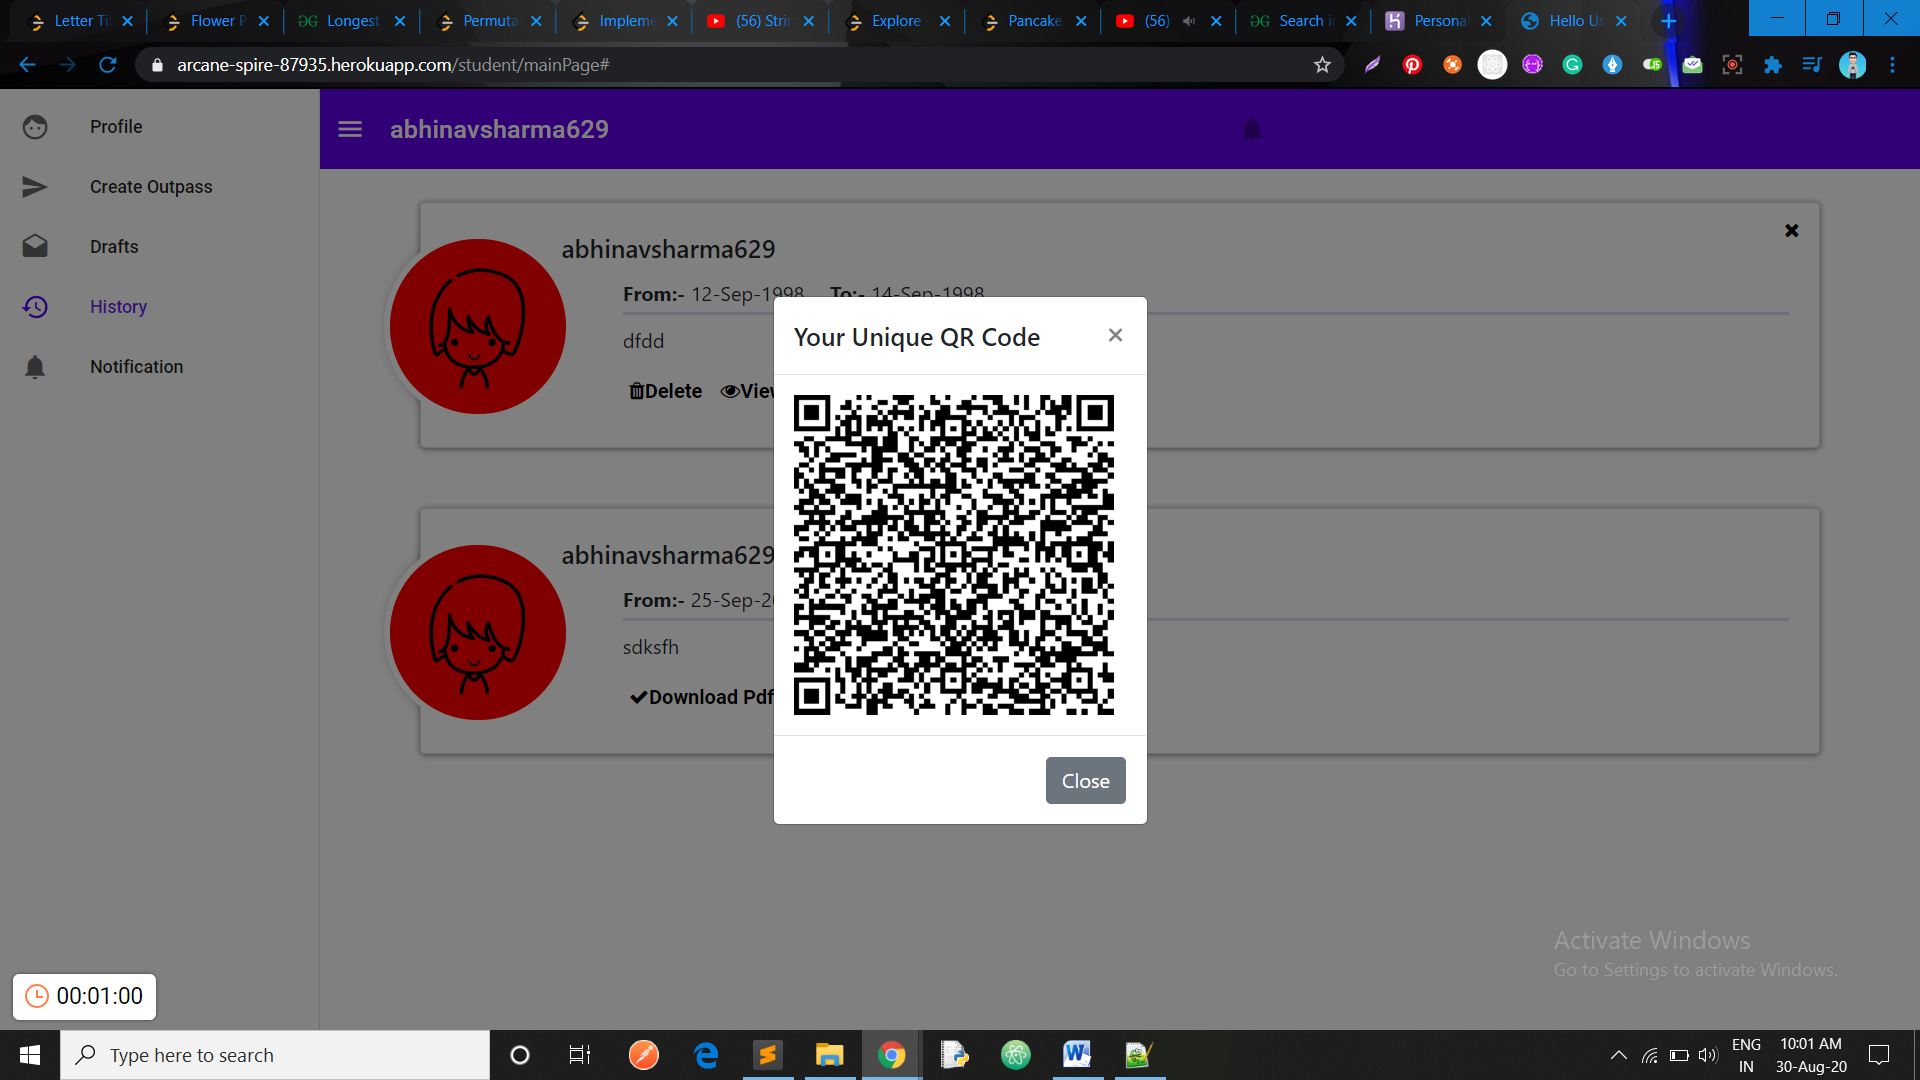 Letter Ti
Flower P
Longest
Permuta
Impleme
(56) Stri
Explore
Pancake
(56)
Search i
Persona
Hello Us
arcane-spire-87935.herokuapp.com/student/mainPage#
Profile
Create Outpass
Drafts
History
Notification
abhinavsharma629
abhinavsharma629
From:- 12-Sep-1998 To:- 14-Sep-1998
dfdd
Delete View
Your Unique QR Code ×
Close
abhinavsharma629
From:- 25-Sep-2
sdksfh
Download Pdf
Activate Windows
Go to Settings to activate Windows.
00:01:00
Type here to search
ENG
IN
10:01 AM
30-Aug-20